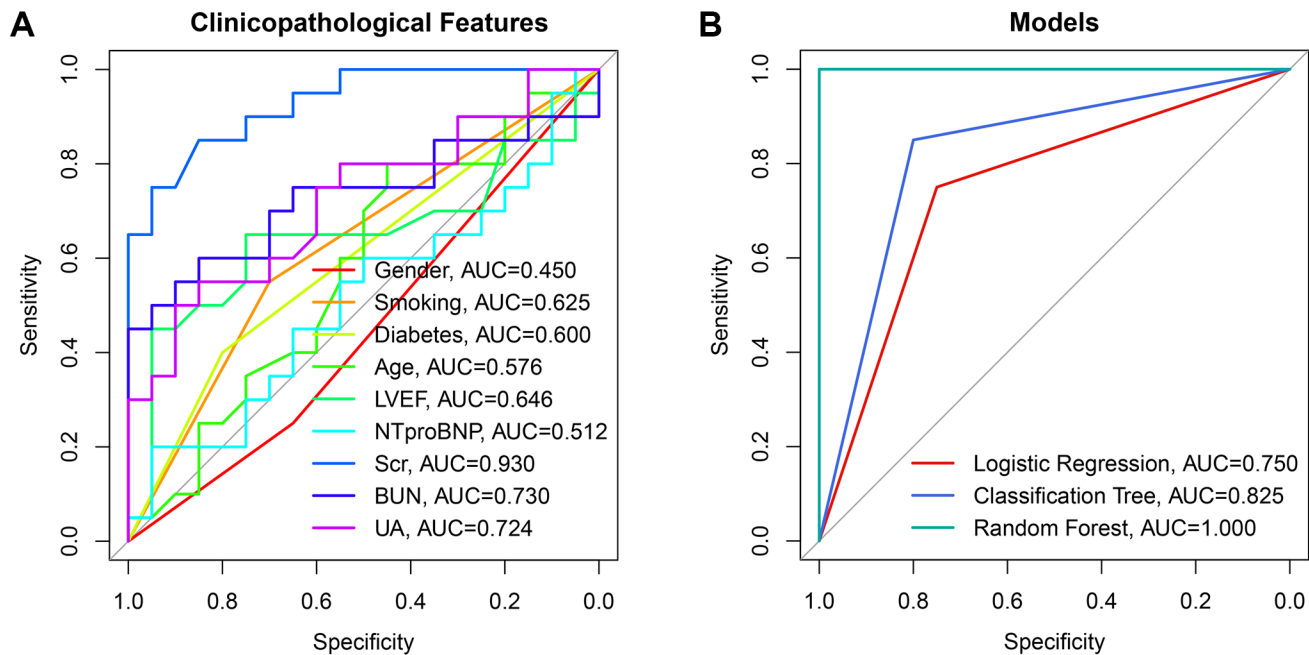 A
Clinicopathological Features
Sensitivity
1.0
0.8
0.6
0.4
0.2
0.0
Gender, AUC=0.450
Smoking, AUC=0.625
Diabetes, AUC=0.600
Age, AUC=0.576
LVEF, AUC=0.646
NTproBNP, AUC=0.512
Scr, AUC=0.930
BUN, AUC=0.730
UA, AUC=0.724
1.0 0.8 0.6 0.4 0.2 0.0
Specificity
B
Models
Sensitivity
1.0
0.8
0.6
0.4
0.2
0.0
Logistic Regression, AUC=0.750
Classification Tree, AUC=0.825
Random Forest, AUC=1.000
1.0 0.8 0.6 0.4 0.2 0.0
Specificity